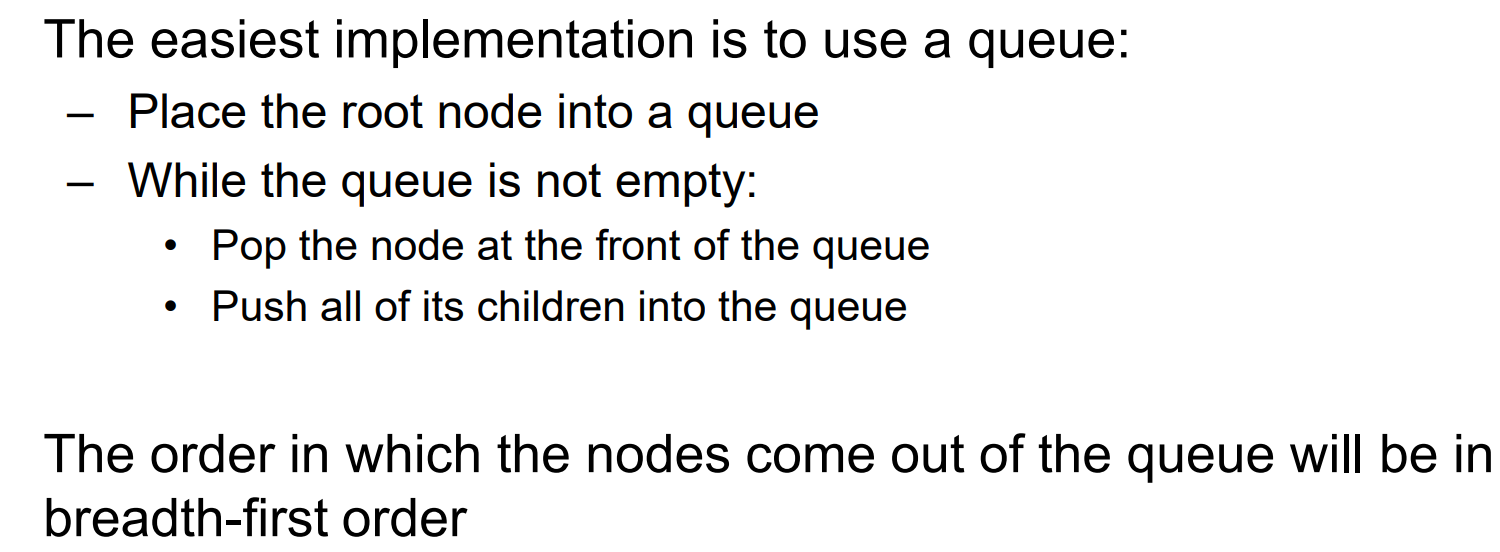 The easiest implementation is to use a queue:
– Place the root node into a queue
– While the queue is not empty:
• Pop the node at the front of the queue
• Push all of its children into the queue
The order in which the nodes come out of the queue will be in
breadth-first order